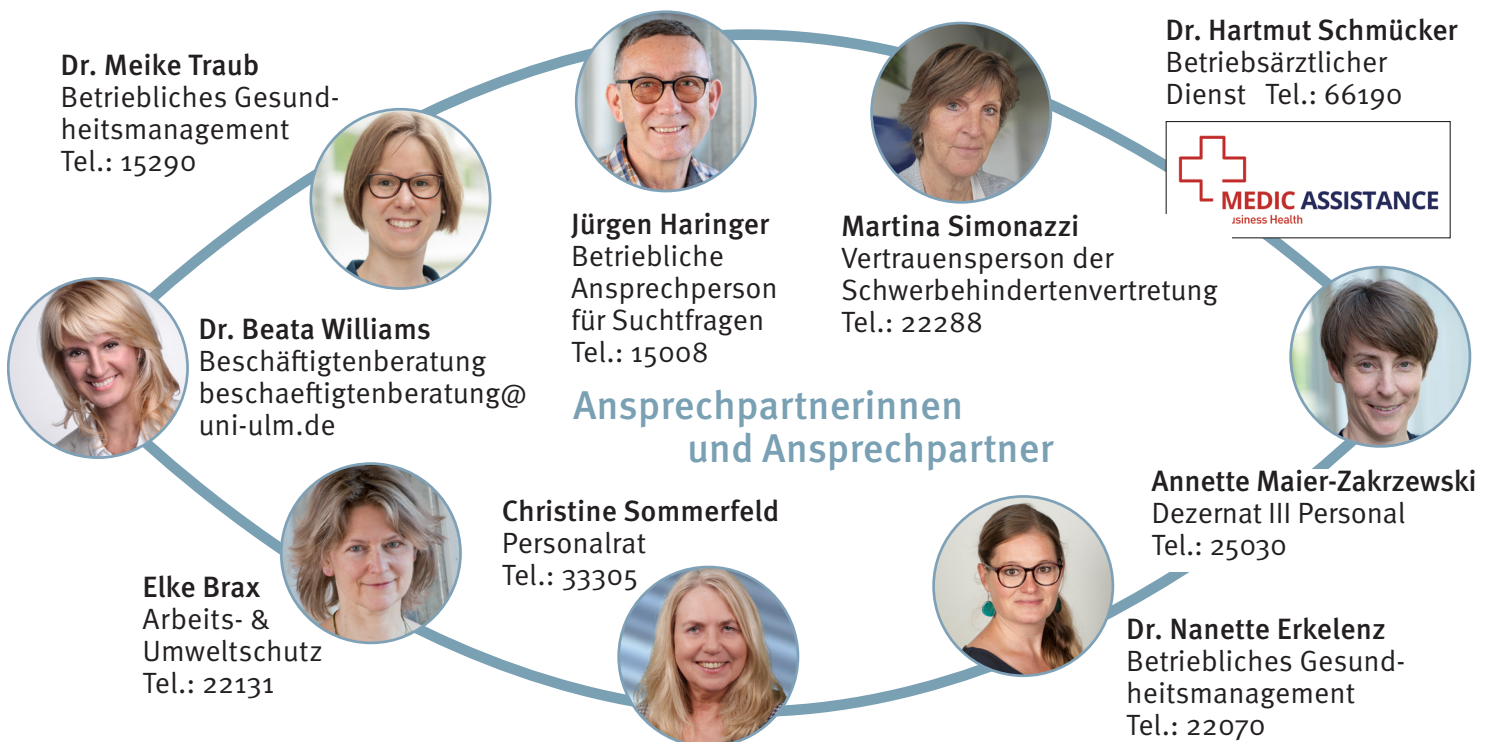 Dr. Meike Traub
Betriebliches Gesund-
heitsmanagement
Tel.: 15290
Jürgen Haringer
Betriebliche
Ansprechperson
für Suchtfragen
Tel.: 15008
Martina Simonazzi
Vertrauensperson der
Schwerbehindertenvertretung
Tel.: 22288
Dr. Hartmut Schmücker
Betriebsärztlicher
Dienst Tel.: 66190
MEDIC ASSISTANCE
usiness Health
Dr. Beata Williams
Beschäftigtenberatung
beschaeftigtenberatung@
uni-ulm.de
Ansprechpartnerinnen
und Ansprechpartner
Annette Maier-Zakrzewski
Dezernat III Personal
Tel.: 25030
Elke Brax
Arbeits- &
Umweltschutz
Tel.: 22131
Christine Sommerfeld
Personalrat
Tel.: 33305
Dr. Nanette Erkelenz
Betriebliches Gesund-
heitsmanagement
Tel.: 22070